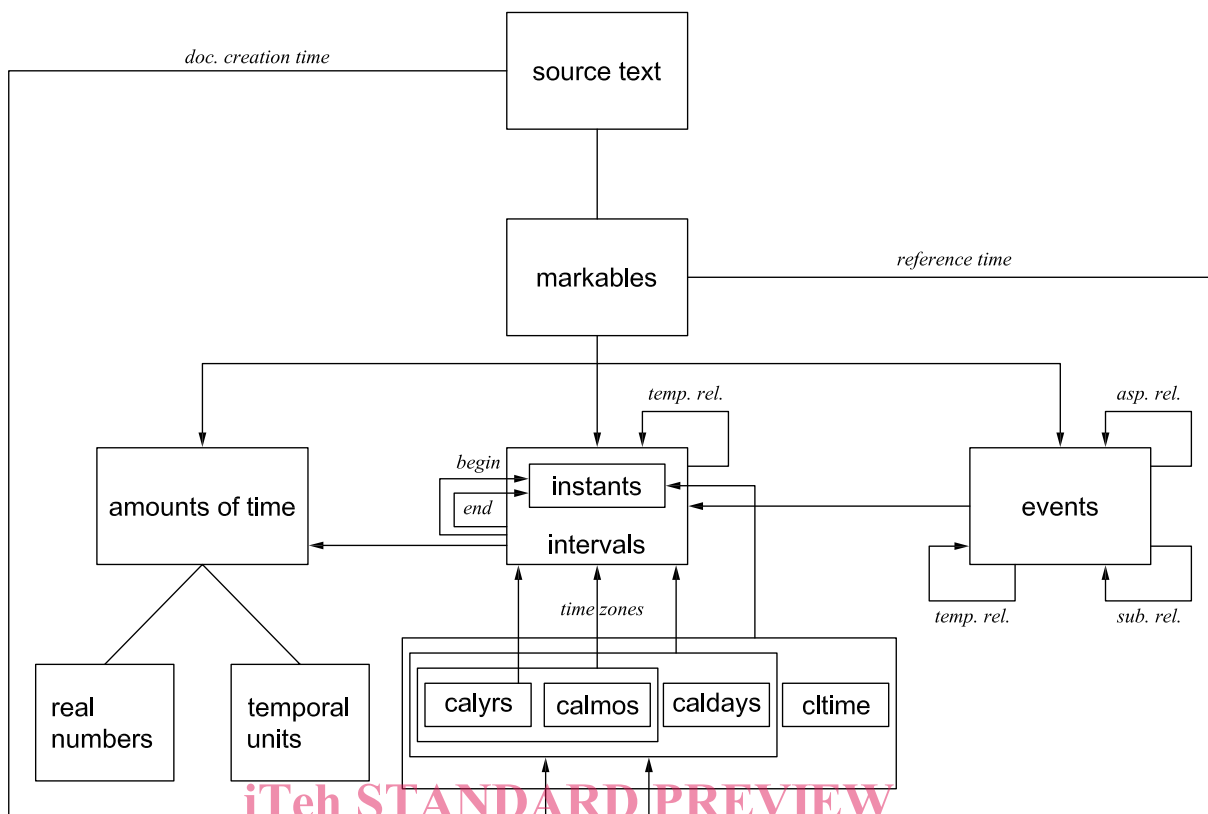 doc. creation time
source text
markables
reference time
temp. rel.
asp. rel.
begin
instants
end
amounts of time
intervals
events
time zones
temp. rel.
sub. rel.
real
numbers
temporal
units
calyrs
calmos
caldays
cltime
iTeh STANDARD PREVIEW